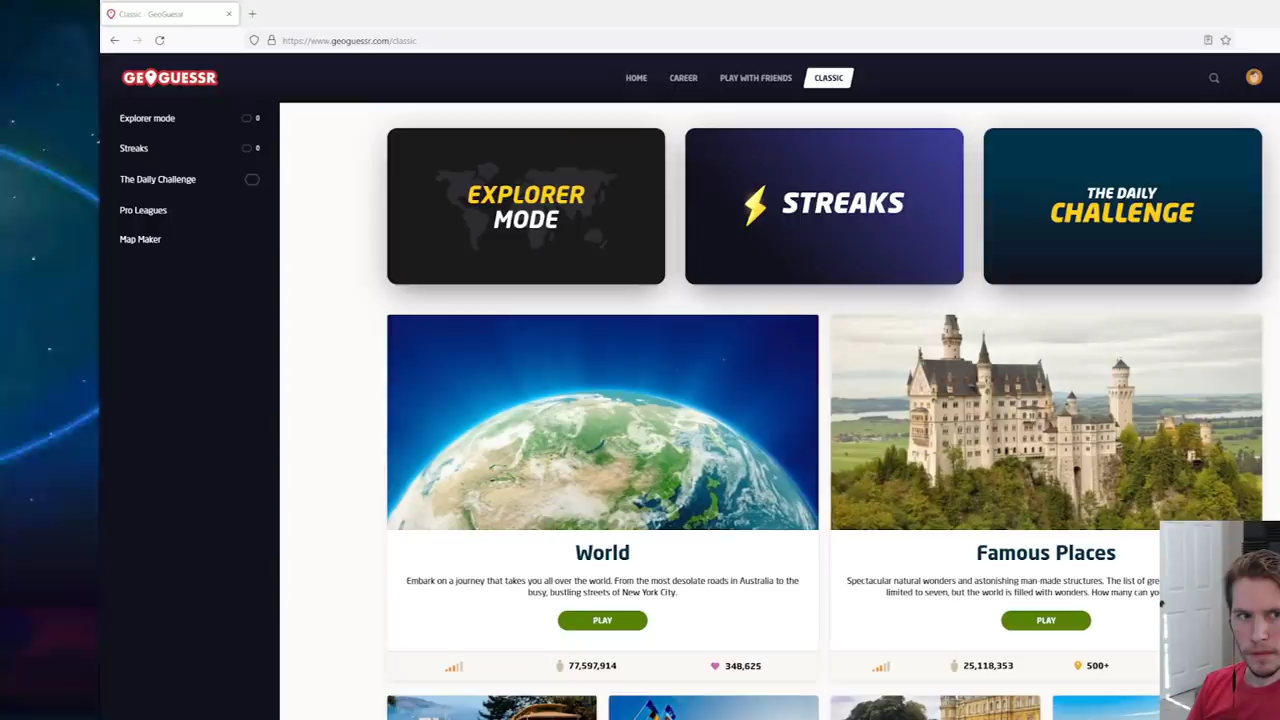 Classic - GeoGuessr
https://www.geoguessr.com/classic
GEOGUESSR
HOME
CAREER
PLAY WITH FRIENDS
CLASSIC
Explorer mode 0
Streaks 0
The Daily Challenge
Pro Leagues
Map Maker
EXPLORER
MODE
STREAKS
THE DAILY
CHALLENGE
World
Embark on a journey that takes you all over the world. From the most desolate roads in Australia to the
busy, bustling streets of New York City.
PLAY
77,597,914
348,625
Famous Places
Spectacular natural wonders and astonishing man-made structures. The list of
limited to seven, but the world is filled with wonders. How many can
PLAY
25,118,353
500+